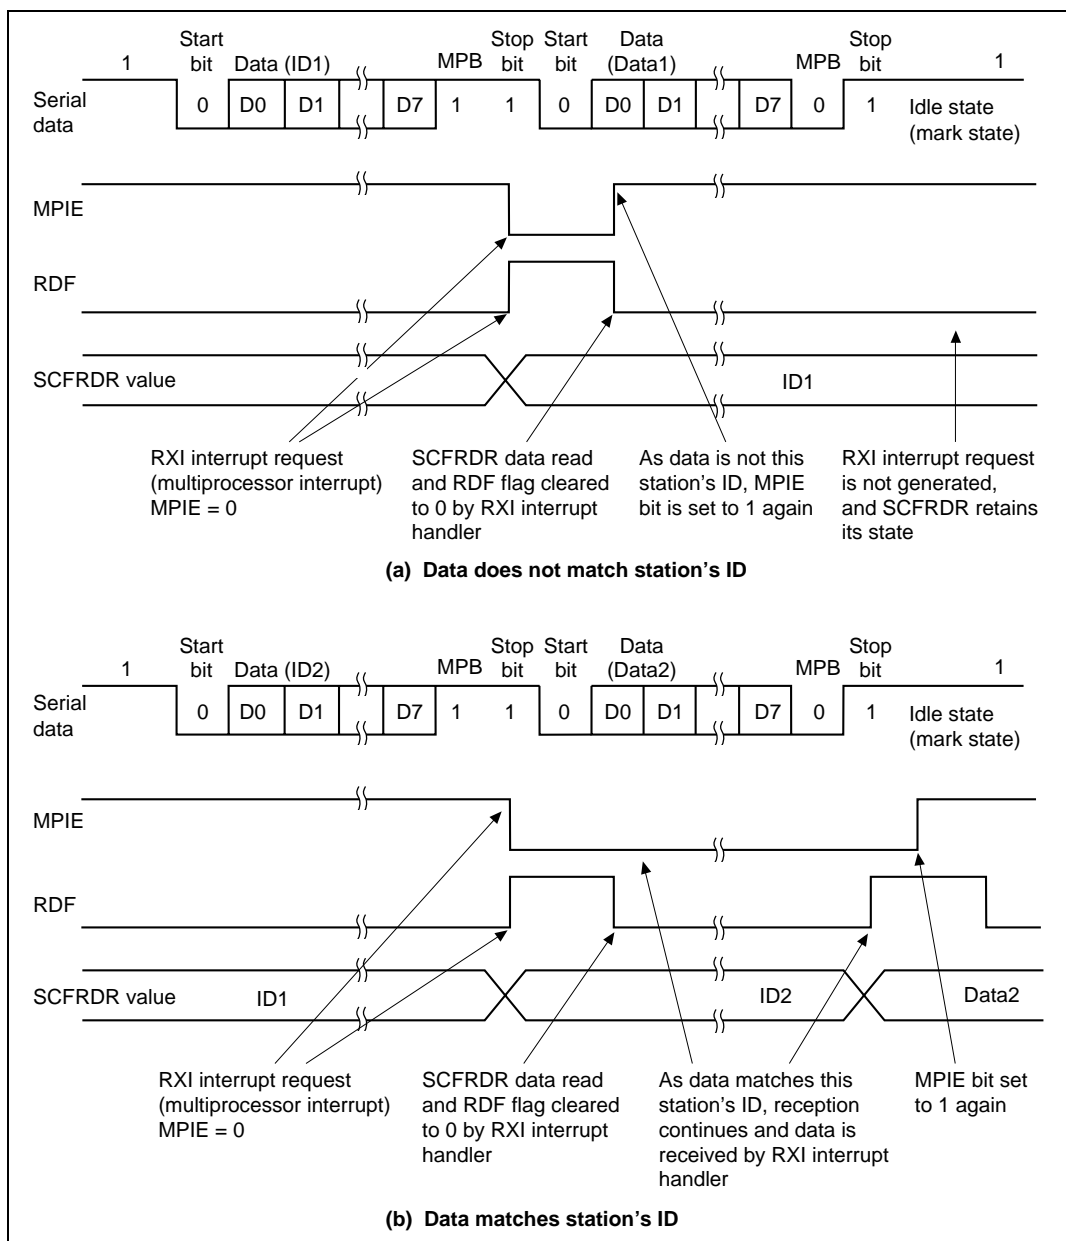 Start Data Stop Start Data Stop
1 bit Data (ID1) MPB bit bit (Data1) MPB bit 1
Serial data 0 D0 D1 D7 1 1 0 D0 D1 D7 0 1 Idle state (mark state)
MPIE
RDF
SCFRDR value ID1
RXI interrupt request
(multiprocessor interrupt)
MPIE = 0
SCFRDR data read
and RDF flag cleared
to 0 by RXI interrupt
handler
As data is not this
station's ID, MPIE
bit is set to 1 again
RXI interrupt request
is not generated,
and SCFRDR retains
its state
(a) Data does not match station's ID
Start Data Stop Start Data Stop
1 bit Data (ID2) MPB bit bit (Data2) MPB bit 1
Serial data 0 D0 D1 D7 1 1 0 D0 D1 D7 0 1 Idle state (mark state)
MPIE
RDF
SCFRDR value ID1 ID2 Data2
RXI interrupt request
(multiprocessor interrupt)
MPIE = 0
SCFRDR data read
and RDF flag cleared
to 0 by RXI interrupt
handler
As data matches this
station's ID, reception
continues and data is
received by RXI interrupt
handler
MPIE bit set
to 1 again
(b) Data matches station's ID